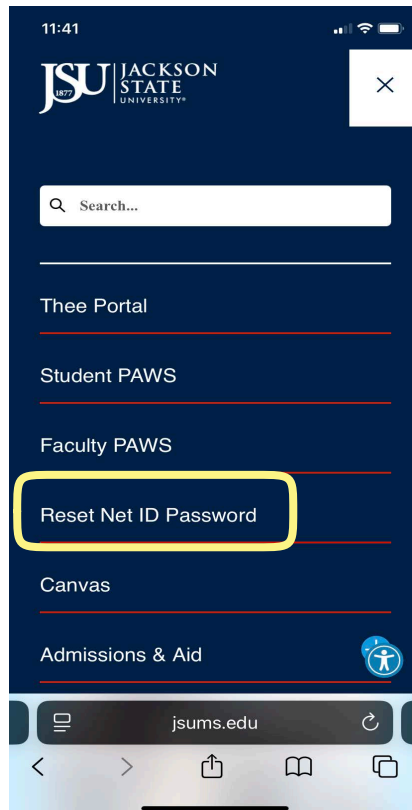 11:41
JSU
1877
JACKSON
STATE
UNIVERSITY®
Search...
Thee Portal
Student PAWS
Faculty PAWS
Reset Net ID Password
Canvas
Admissions & Aid
jsums.edu